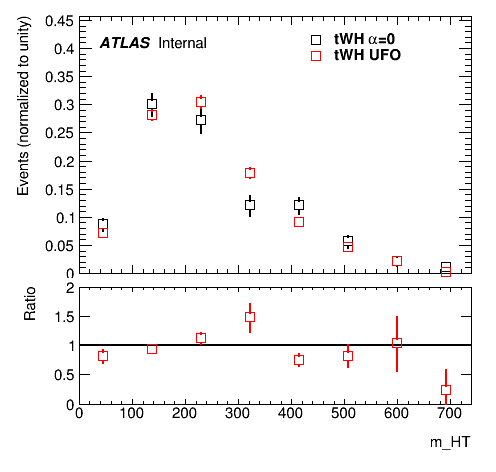 ATLAS Internal
tWH α=0
tWH UFO
Events (normalized to unity)
0.45
0.4
0.35
0.3
0.25
0.2
0.15
0.1
0.05
0
Ratio
2
1.5
1
0.5
0
0 100 200 300 400 500 600 700
m_HT